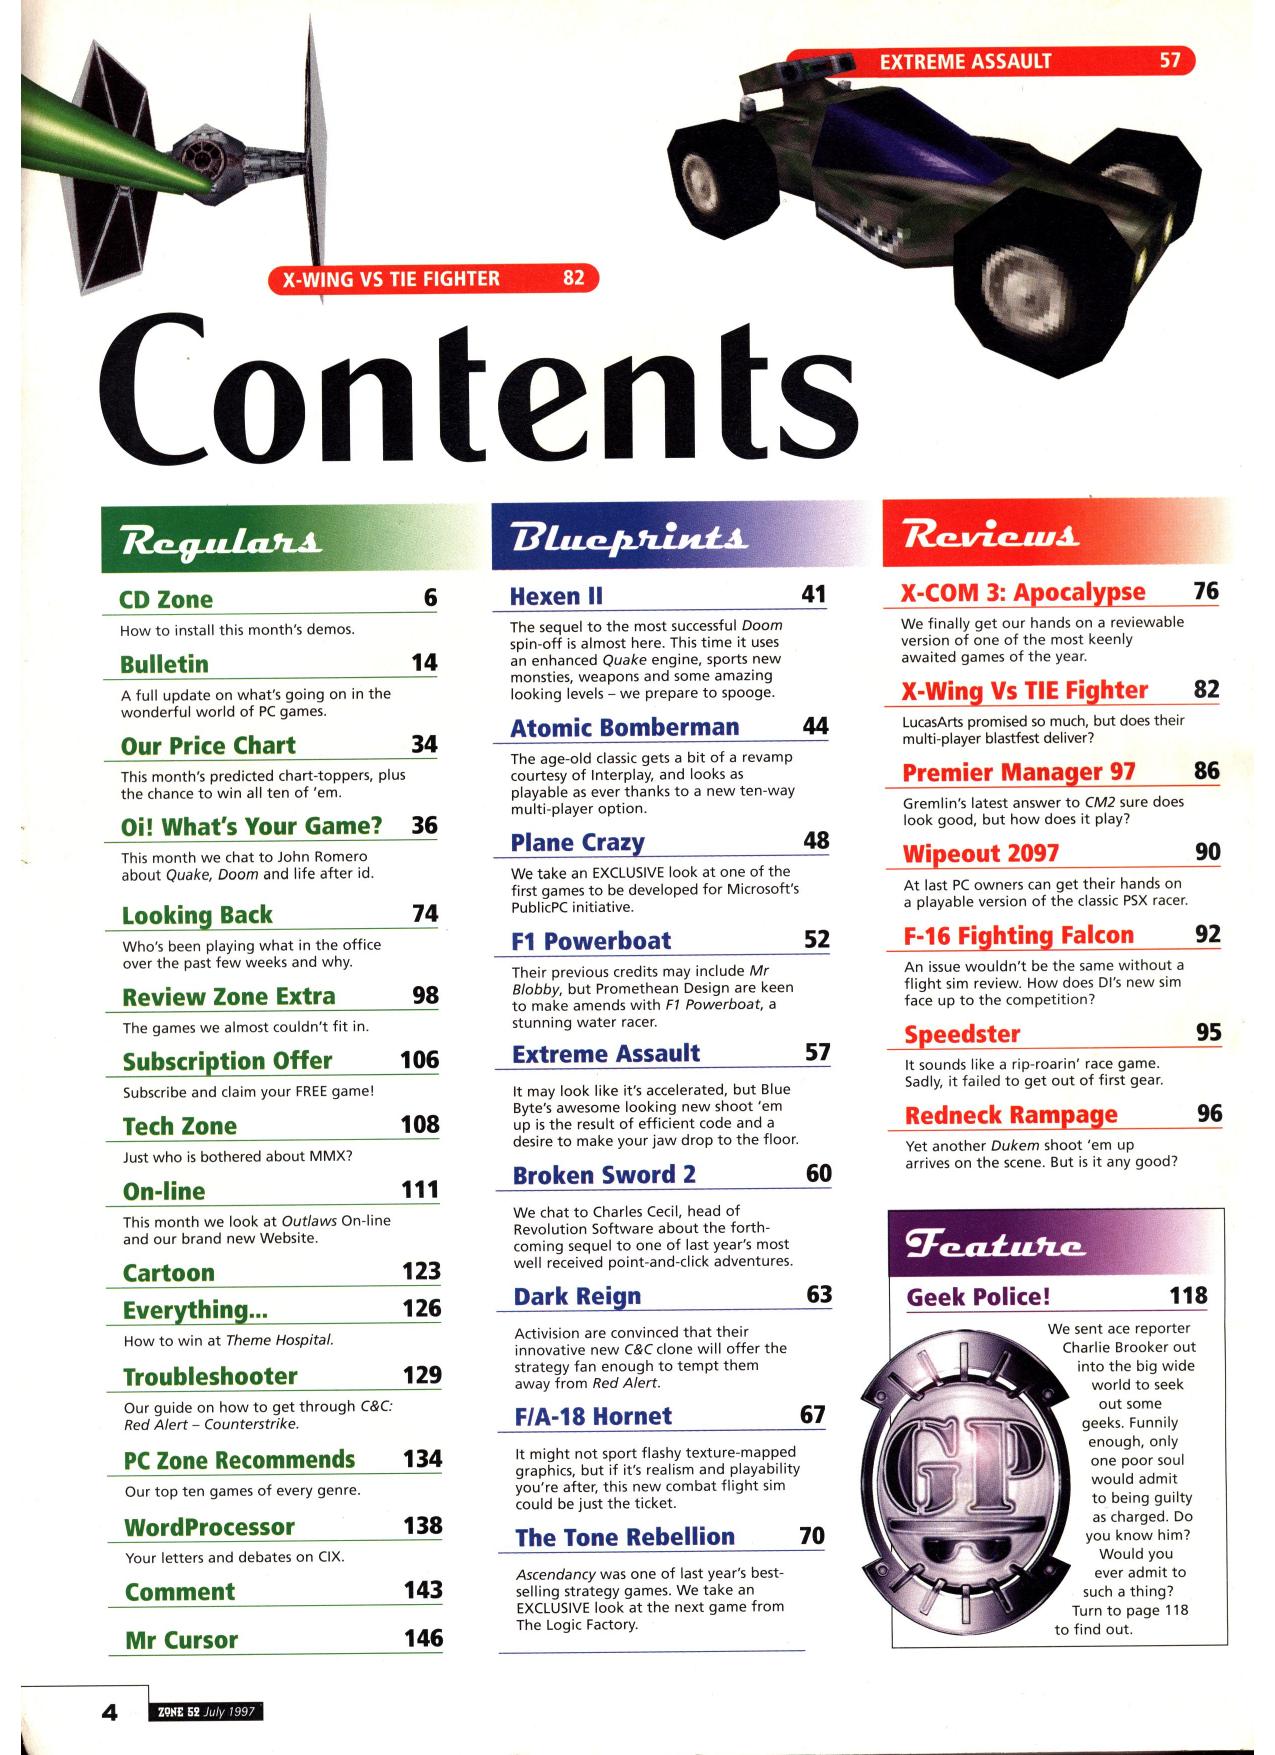 EXTREME ASSAULT 57
X-WING VS TIE FIGHTER 82
Contents
Regulars
CD Zone 6
How to install this month's demos.
Bulletin 14
A full update on what's going on in the
wonderful world of PC games.
Our Price Chart 34
This month's predicted chart-toppers, plus
the chance to win all ten of 'em.
Oi! What's Your Game? 36
This month we chat to John Romero
about Quake, Doom and life after id.
Looking Back 74
Who's been playing what in the office
over the past few weeks and why.
Review Zone Extra 98
The games we almost couldn't fit in.
Subscription Offer 106
Subscribe and claim your FREE game!
Tech Zone 108
Just who is bothered about MMX?
On-line 111
This month we look at Outlaws On-line
and our brand new Website.
Cartoon 123
Everything... 126
How to win at Theme Hospital.
Troubleshooter 129
Our guide on how to get through C&C:
Red Alert – Counterstrike.
PC Zone Recommends 134
Our top ten games of every genre.
WordProcessor 138
Your letters and debates on CIX.
Comment 143
Mr Cursor 146
Blueprints
Hexen II 41
The sequel to the most successful Doom
spin-off is almost here. This time it uses
an enhanced Quake engine, sports new
monsties, weapons and some amazing
looking levels – we prepare to spooge.
Atomic Bomberman 44
The age-old classic gets a bit of a revamp
courtesy of Interplay, and looks as
playable as ever thanks to a new ten-way
multi-player option.
Plane Crazy 48
We take an EXCLUSIVE look at one of the
first games to be developed for Microsoft's
PublicPC initiative.
F1 Powerboat 52
Their previous credits may include Mr
Blobby, but Promethean Design are keen
to make amends with F1 Powerboat, a
stunning water racer.
Extreme Assault 57
It may look like it's accelerated, but Blue
Byte's awesome looking new shoot 'em
up is the result of efficient code and a
desire to make your jaw drop to the floor.
Broken Sword 2 60
We chat to Charles Cecil, head of
Revolution Software about the forth-
coming sequel to one of last year's most
well received point-and-click adventures.
Dark Reign 63
Activision are convinced that their
innovative new C&C clone will offer the
strategy fan enough to tempt them
away from Red Alert.
F/A-18 Hornet 67
It might not sport flashy texture-mapped
graphics, but if it's realism and playability
you're after, this new combat flight sim
could be just the ticket.
The Tone Rebellion 70
Ascendancy was one of last year's best-
selling strategy games. We take an
EXCLUSIVE look at the next game from
The Logic Factory.
Reviews
X-COM 3: Apocalypse 76
We finally get our hands on a reviewable
version of one of the most keenly
awaited games of the year.
X-Wing Vs TIE Fighter 82
LucasArts promised so much, but does their
multi-player blastfest deliver?
Premier Manager 97 86
Gremlin's latest answer to CM2 sure does
look good, but how does it play?
Wipeout 2097 90
At last PC owners can get their hands on
a playable version of the classic PSX racer.
F-16 Fighting Falcon 92
An issue wouldn't be the same without a
flight sim review. How does DI's new sim
face up to the competition?
Speedster 95
It sounds like a rip-roarin' race game.
Sadly, it failed to get out of first gear.
Redneck Rampage 96
Yet another Dukem shoot 'em up
arrives on the scene. But is it any good?
Feature
Geek Police! 118
We sent ace reporter
Charlie Brooker out
into the big wide
world to seek
out some
geeks. Funnily
enough, only
one poor soul
would admit
to being guilty
as charged. Do
you know him?
Would you
ever admit to
such a thing?
Turn to page 118
to find out.
GP
4 ZONE 52 July 1997